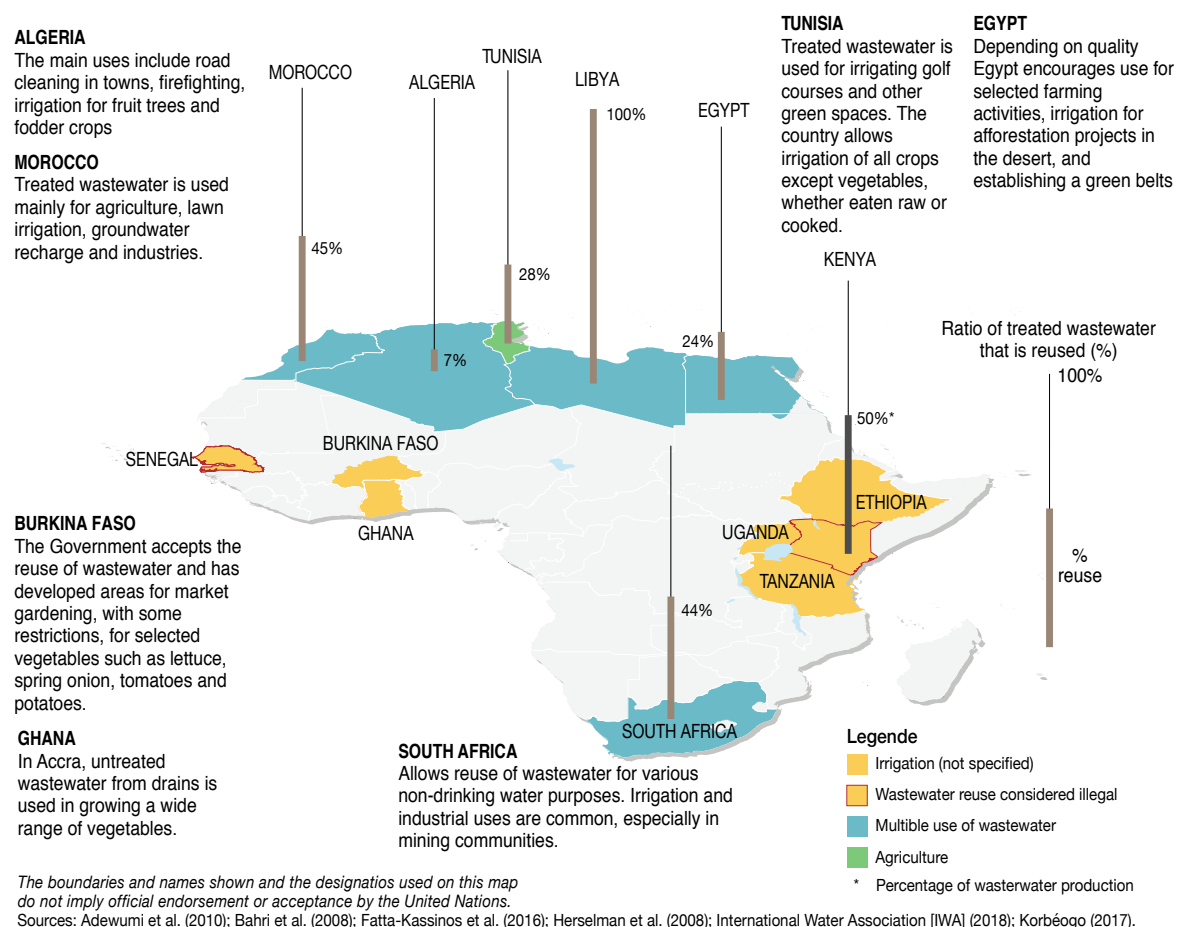 ALGERIA
The main uses include road
cleaning in towns, firefighting,
irrigation for fruit trees and
fodder crops
MOROCCO
Treated wastewater is used
mainly for agriculture, lawn
irrigation, groundwater
recharge and industries.
MOROCCO
45%
ALGERIA
7%
TUNISIA
28%
LIBYA
100%
EGYPT
24%
TUNISIA
Treated wastewater is
used for irrigating golf
courses and other
green spaces. The
country allows
irrigation of all crops
except vegetables,
whether eaten raw or
cooked.
EGYPT
Depending on quality
Egypt encourages use for
selected farming
activities, irrigation for
afforestation projects in
the desert, and
establishing a green belts
KENYA
50%*
Ratio of treated wastewater
that is reused (%)
100%
%
reuse
SENEGAL
BURKINA FASO
GHANA
ETHIOPIA
UGANDA
TANZANIA
44%
SOUTH AFRICA
BURKINA FASO
The Government accepts the
reuse of wastewater and has
developed areas for market
gardening, with some
restrictions, for selected
vegetables such as lettuce,
spring onion, tomatoes and
potatoes.
GHANA
In Accra, untreated
wastewater from drains is
used in growing a wide
range of vegetables.
SOUTH AFRICA
Allows reuse of wastewater for various
non-drinking water purposes. Irrigation and
industrial uses are common, especially in
mining communities.
Legende
Irrigation (not specified)
Wastewater reuse considered illegal
Multible use of wastewater
Agriculture
* Percentage of wasterwater production
The boundaries and names shown and the designatios used on this map
do not imply official endorsement or acceptance by the United Nations.
Sources: Adewumi et al. (2010); Bahri et al. (2008); Fatta-Kassinos et al. (2016); Herselman et al. (2008); International Water Association [IWA] (2018); Korbéogo (2017).